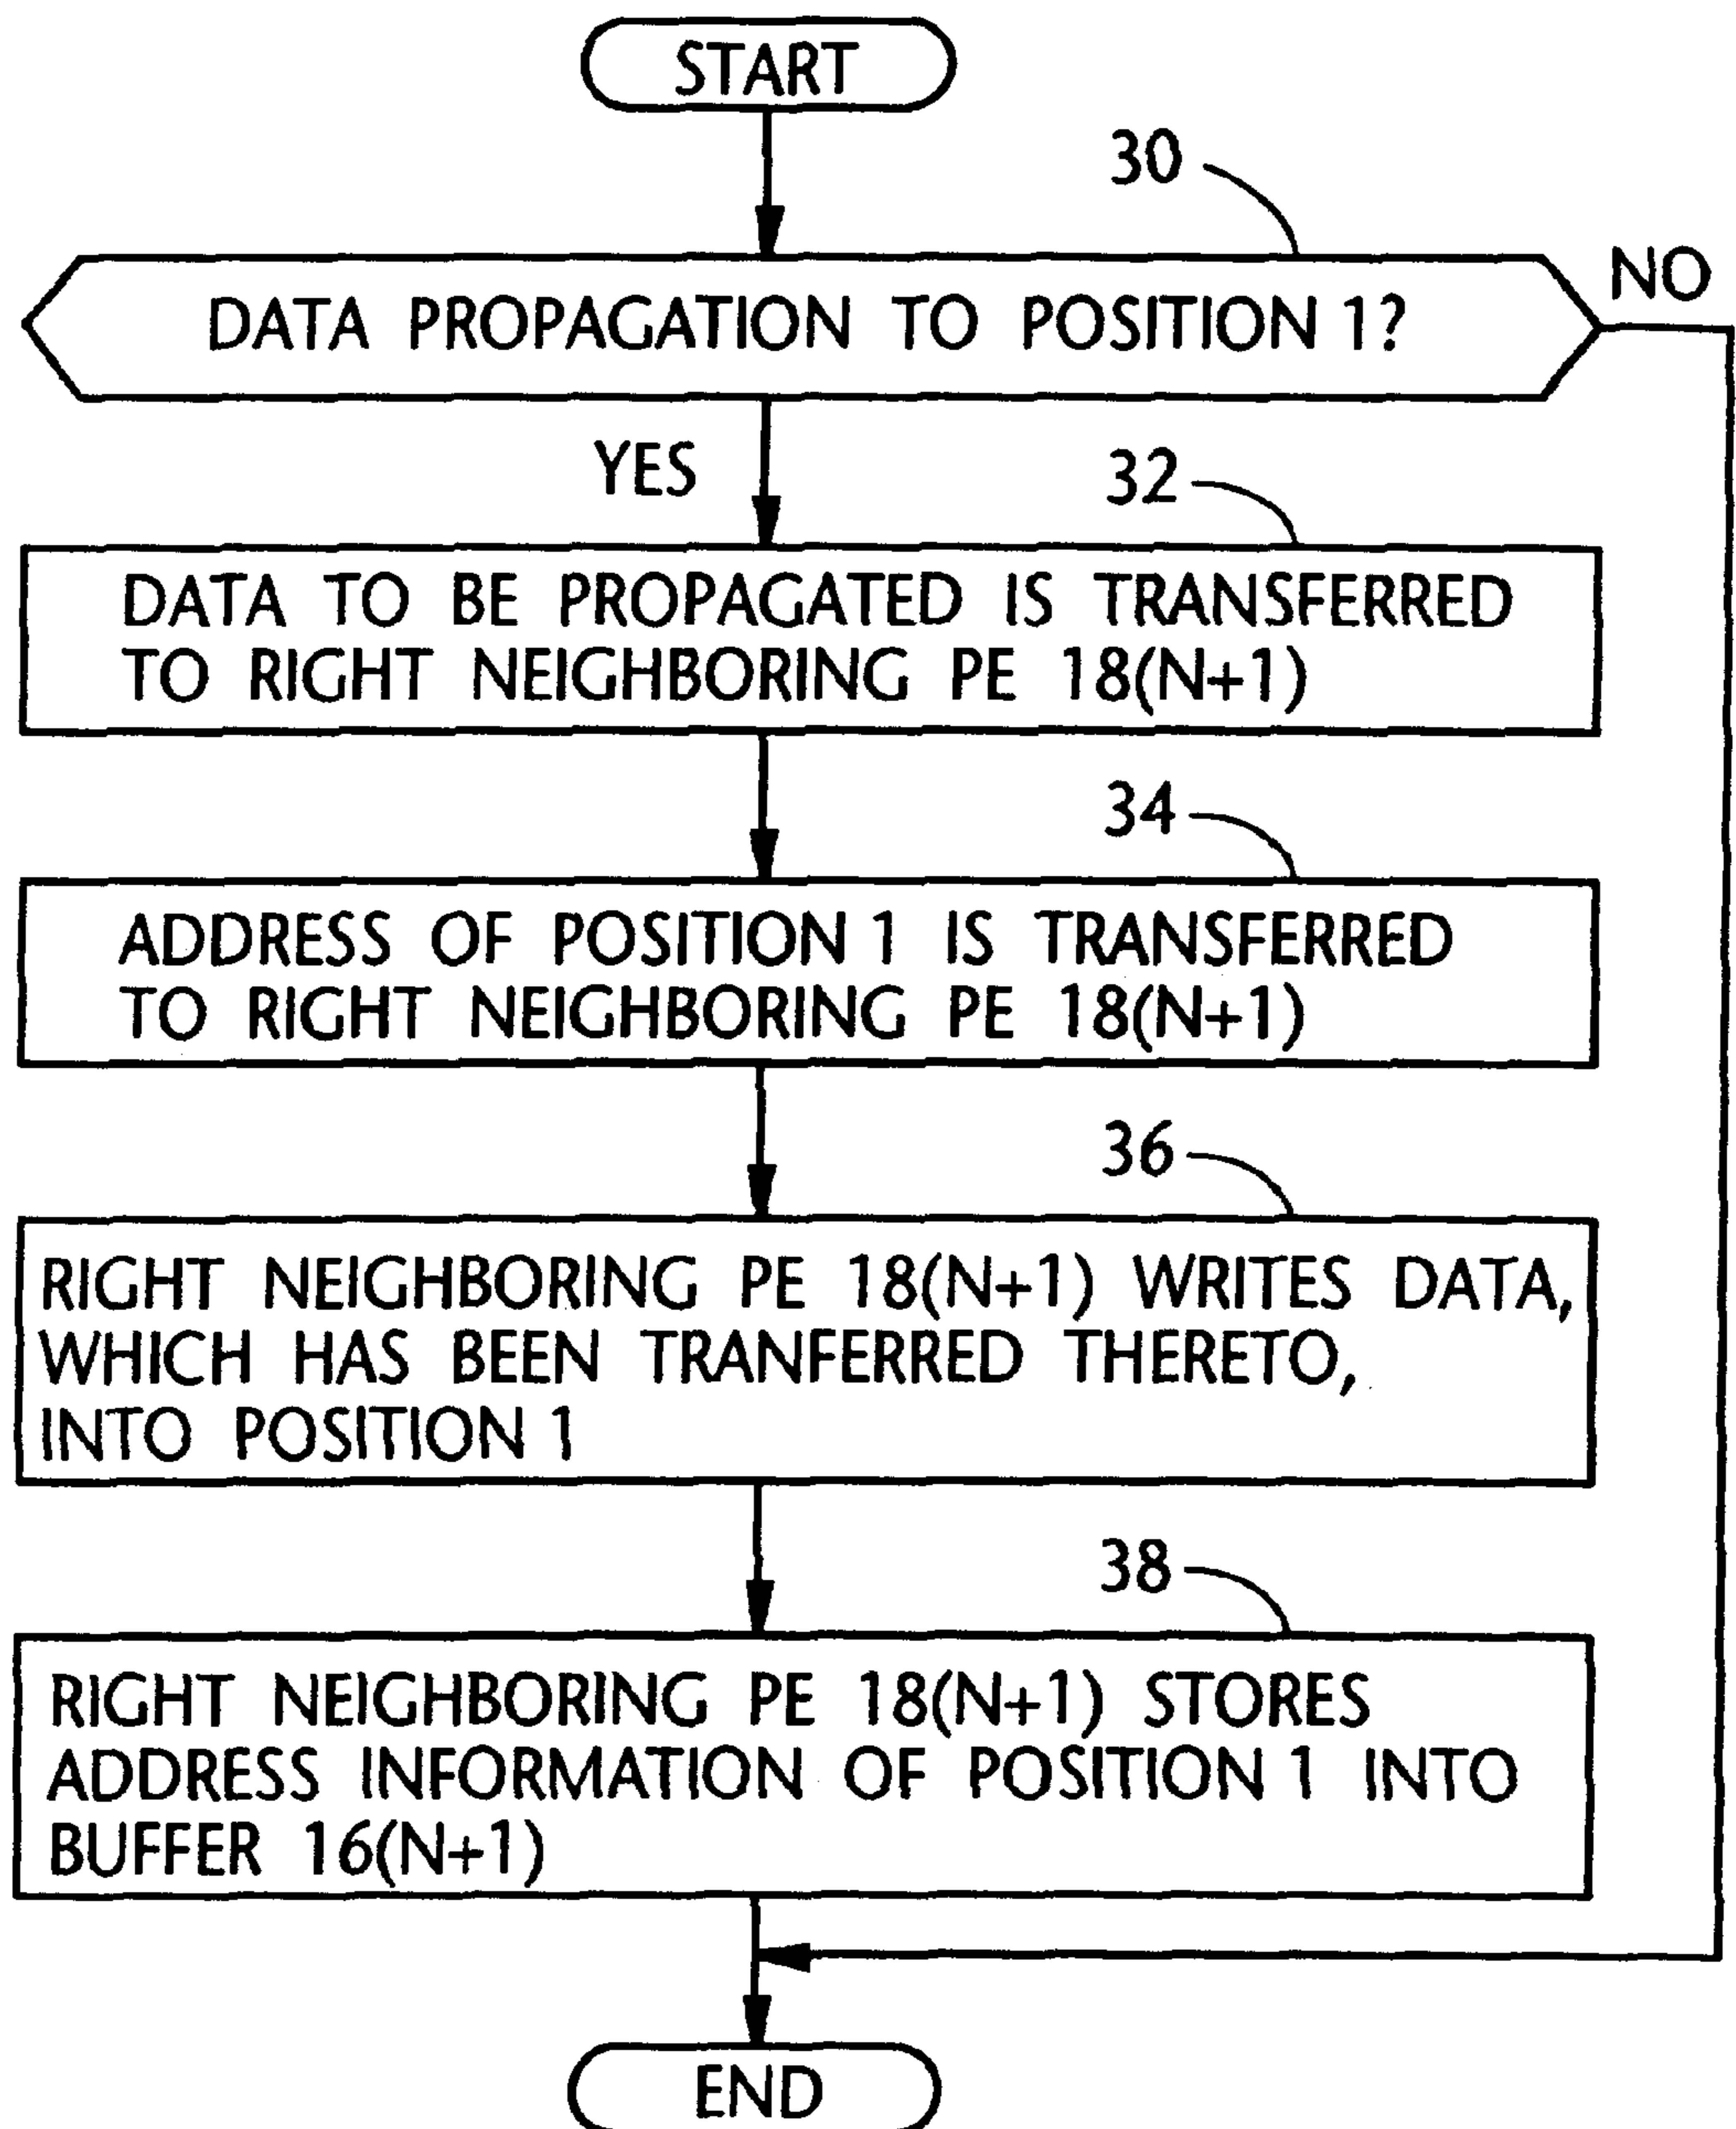 START
30
DATA PROPAGATION TO POSITION 1?
NO
YES
32
DATA TO BE PROPAGATED IS TRANSFERRED
TO RIGHT NEIGHBORING PE 18(N+1)
34
ADDRESS OF POSITION 1 IS TRANSFERRED
TO RIGHT NEIGHBORING PE 18(N+1)
36
RIGHT NEIGHBORING PE 18(N+1) WRITES DATA,
WHICH HAS BEEN TRANFERRED THERETO,
INTO POSITION 1
38
RIGHT NEIGHBORING PE 18(N+1) STORES
ADDRESS INFORMATION OF POSITION 1 INTO
BUFFER 16(N+1)
END